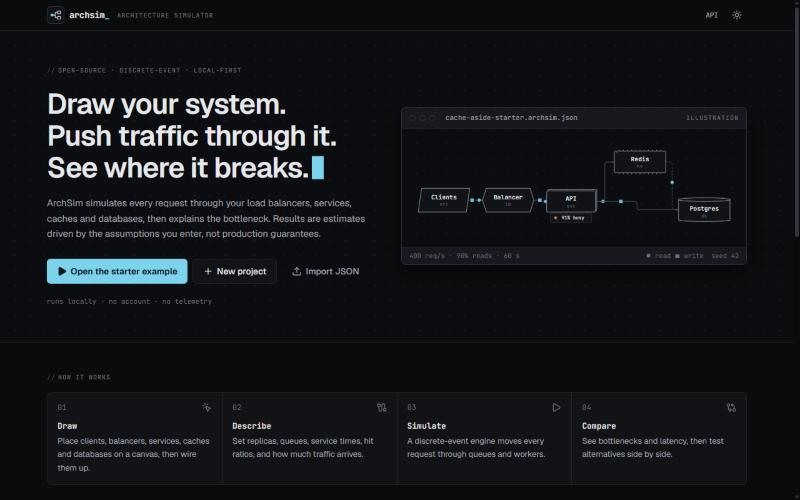 archsim_ ARCHITECTURE SIMULATOR
API
// OPEN-SOURCE · DISCRETE-EVENT · LOCAL-FIRST
Draw your system.
Push traffic through it.
See where it breaks.
ArchSim simulates every request through your load balancers, services,
caches and databases, then explains the bottleneck. Results are estimates
driven by the assumptions you enter, not production guarantees.
Open the starter example
New project
Import JSON
runs locally · no account · no telemetry
cache-aside-starter.archsim.json
ILLUSTRATION
Clients
Balancer
API
91% busy
Redis
Postgres
db
400 req/s · 90% reads · 60 s
read write seed 42
// HOW IT WORKS
01
Draw
Place clients, balancers, services, caches
and databases on a canvas, then wire
them up.
02
Describe
Set replicas, queues, service times, hit
ratios, and how much traffic arrives.
03
Simulate
A discrete-event engine moves every
request through queues and workers.
04
Compare
See bottlenecks and latency, then test
alternatives side by side.